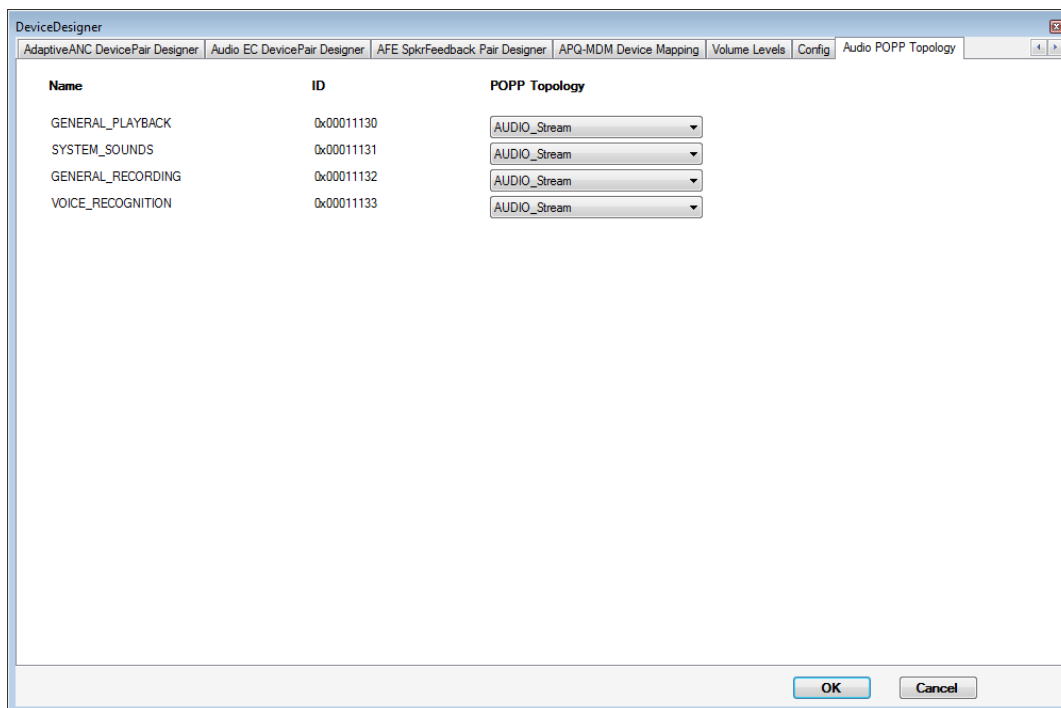 DeviceDesigner
AdaptiveANC DevicePair Designer Audio EC DevicePair Designer AFE SpkrFeedback Pair Designer APQ-MDM Device Mapping Volume Levels Config Audio POPP Topology
Name ID POPP Topology
GENERAL_PLAYBACK 0x00011130 AUDIO_Stream
SYSTEM_SOUNDS 0x00011131 AUDIO_Stream
GENERAL_RECORDING 0x00011132 AUDIO_Stream
VOICE_RECOGNITION 0x00011133 AUDIO_Stream
OK Cancel